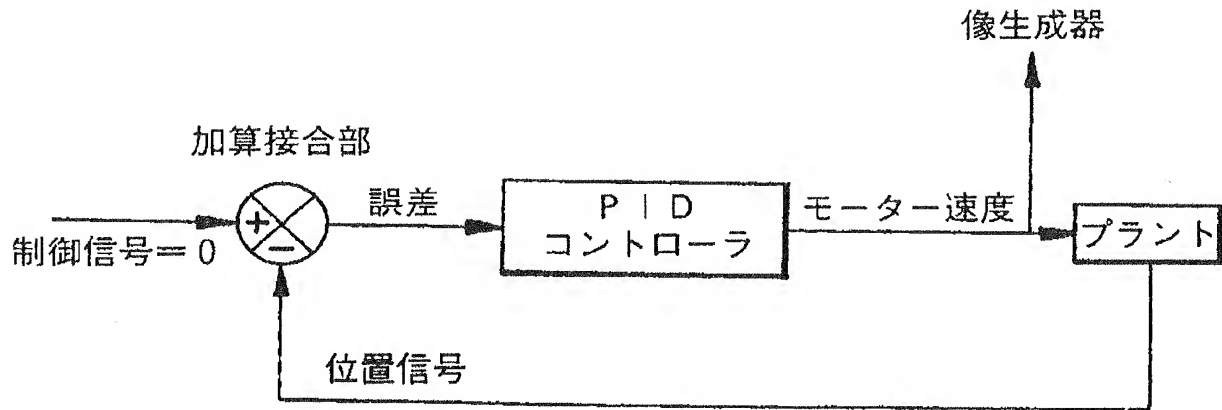 像生成器
加算接合部
誤差
PID
コントローラ
モーター速度
プラント
+
−
制御信号=0
位置信号